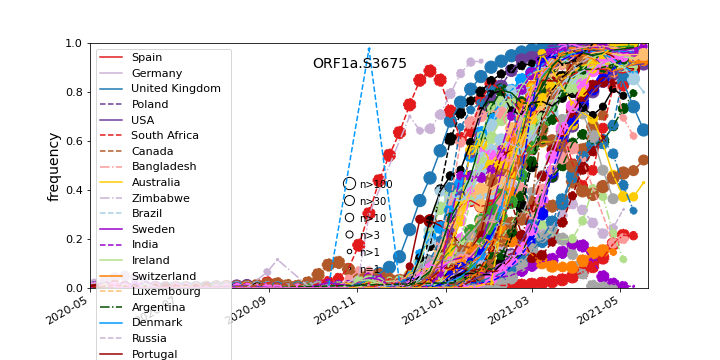 ORF1a.S3675
frequency
1.0
0.8
0.6
0.4
0.2
0.0
Spain
Germany
United Kingdom
Poland
USA
South Africa
Canada
Bangladesh
Australia
Zimbabwe
Brazil
Sweden
India
Ireland
Switzerland
Luxembourg
Argentina
Denmark
Russia
Portugal
n>100
n>30
n>10
n>3
n>1
n=1
2020-05
2020-09
2020-11
2021-01
2021-03
2021-05